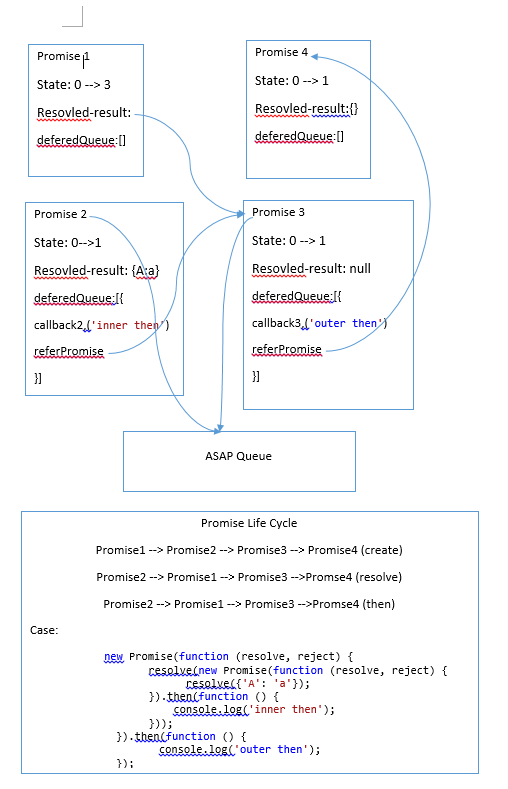 Promise 1
State: 0 --> 3
Resovled-result:
deferedQueue:[]
Promise 4
State: 0 --> 1
Resovled-result:{}
deferedQueue:[]
Promise 2
State: 0-->1
Resovled-result: {A:a}
deferedQueue:[{
callback2,('inner then')
referPromise
}]
Promise 3
State: 0 --> 1
Resovled-result: null
deferedQueue:[{
callback3,('outer then')
referPromise
}]
ASAP Queue
Promise Life Cycle
Promise1 --> Promise2 --> Promise3 --> Promise4 (create)
Promise2 --> Promise1 --> Promise3 -->Promse4 (resolve)
Promise2 --> Promise1 --> Promise3 -->Promse4 (then)
Case:
new Promise(function (resolve, reject) {
resolve(new Promise(function (resolve, reject) {
resolve({'A': 'a'});
}).then(function () {
console.log('inner then');
}));
}).then(function () {
console.log('outer then');
});